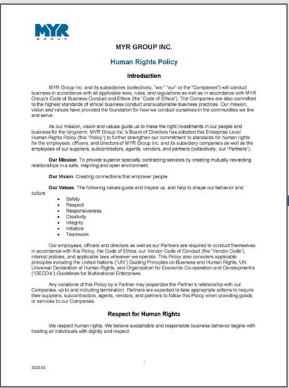 MYR
GROUP
MYR GROUP INC.
Human Rights Policy
Introduction
MYR Group Inc. and its subsidiaries (collectively, "we," "our" or the "Companies") will conduct
business in accordance with all applicable laws, rules, and regulations as well as in accordance with MYR
Group's Code of Business Conduct and Ethics (the "Code of Ethics"). The Companies are also committed
to the highest standards of ethical business conduct and sustainable business practices. Our mission,
vision and values have provided the foundation for how we conduct ourselves in the communities we live
and serve.
As our mission, vision and values guide us to make the right investments in our people and
business for the long-term, MYR Group Inc.'s Board of Directors has adopted this Enterprise Level
Human Rights Policy (this "Policy") to further strengthen our commitment to standards for human rights
for the employees, officers, and directors of MYR Group Inc. and its subsidiary companies as well as the
employees of our suppliers, subcontractors, agents, vendors, and partners (collectively, our "Partners").
Our Mission. To provide superior specialty contracting services by creating mutually rewarding
relationships in a safe, inspiring and open environment.
Our Vision. Creating connections that empower people.
Our Values. The following values guide and inspire us, and help to shape our behavior and
culture:
• Safety
• Respect
• Responsiveness
• Creativity
• Integrity
• Initiative
• Teamwork
Our employees, officers and directors as well as our Partners are required to conduct themselves
in accordance with this Policy, the Code of Ethics, our Vendor Code of Conduct (the "Vendor Code"),
internal policies, and applicable laws wherever we operate. This Policy also considers applicable
principles including the United Nations ("UN") Guiding Principles on Business and Human Rights, UN
Universal Declaration of Human Rights, and Organization for Economic Co-operation and Development's
("OECD's") Guidelines for Multinational Enterprises.
Any violations of this Policy by a Partner may jeopardize the Partner's relationship with our
Companies, up to and including termination. Partners are expected to take appropriate actions to require
their suppliers, subcontractors, agents, vendors, and partners to follow this Policy when providing goods
or services to our Companies.
Respect for Human Rights
We respect human rights. We believe sustainable and responsible business behavior begins with
treating all individuals with dignity and respect.
1